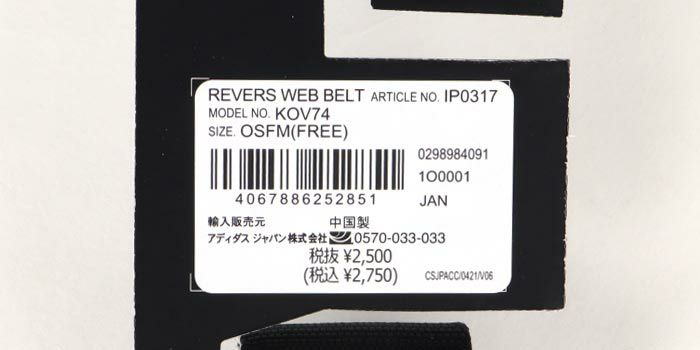 REVERS WEB BELT ARTICLE NO. IP0317
MODEL NO. KOV74
SIZE. OSFM(FREE)
0298984091
1O0001
4067886252851 JAN
輸入販売元 中国製
アディダス ジャパン株式会社 0570-033-033
税抜 ¥2,500
(税込 ¥2,750)
CSJPACC/0421/V06